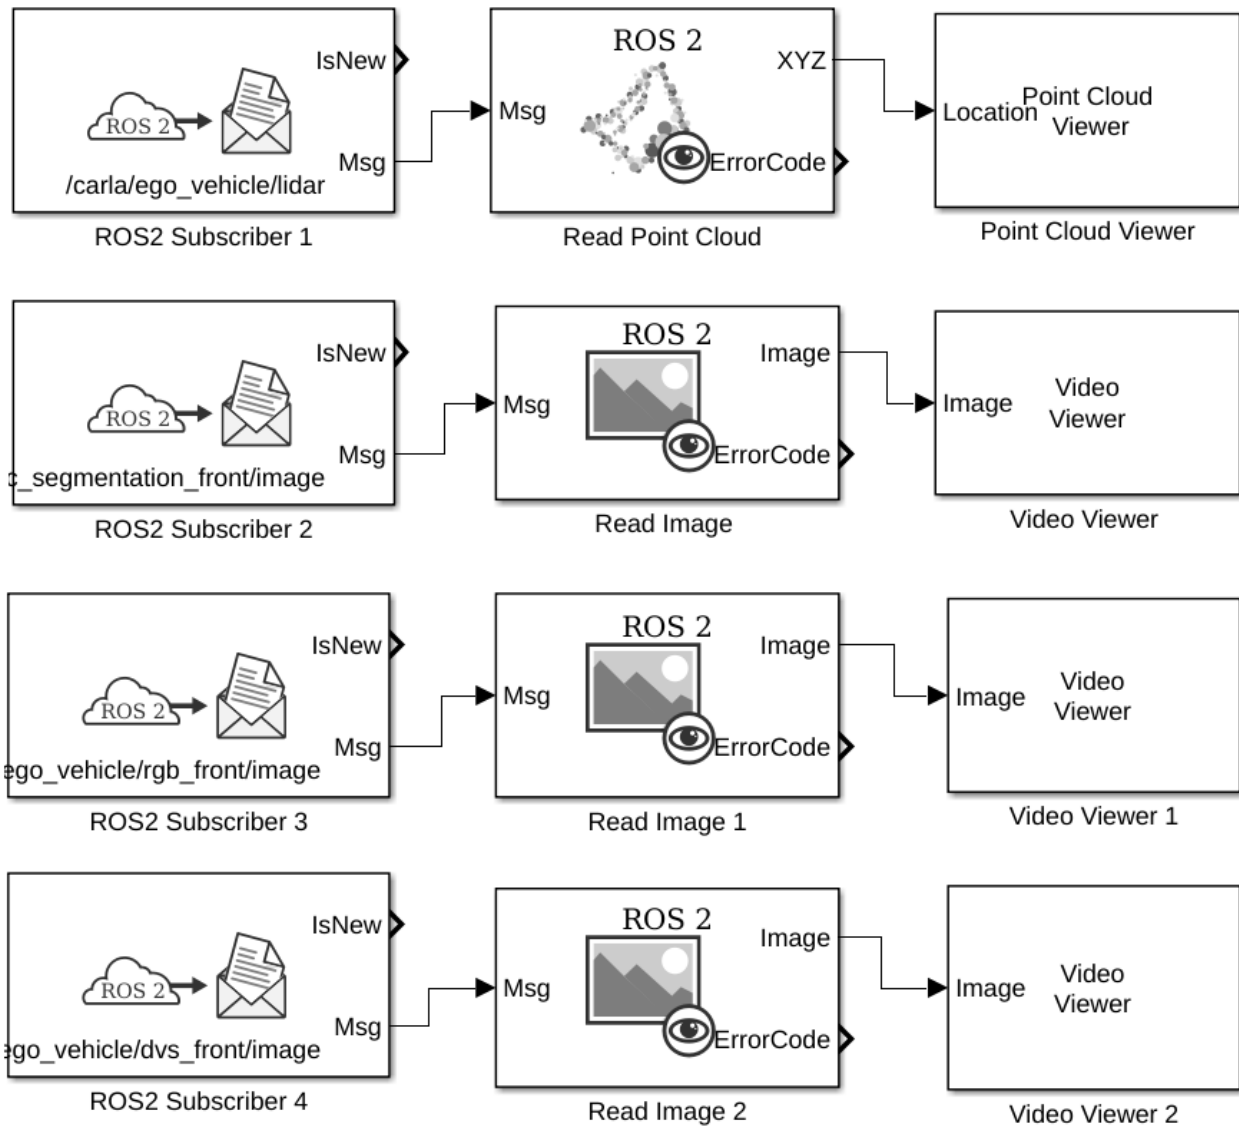 IsNew
ROS 2
Msg
/carla/ego_vehicle/lidar
ROS2 Subscriber 1
ROS 2
XYZ
Msg
ErrorCode
Read Point Cloud
Location
Point Cloud
Viewer
Point Cloud Viewer
IsNew
ROS 2
Msg
c_segmentation_front/image
ROS2 Subscriber 2
ROS 2
Image
Msg
ErrorCode
Read Image
Image
Video
Viewer
Video Viewer
IsNew
ROS 2
Msg
ego_vehicle/rgb_front/image
ROS2 Subscriber 3
ROS 2
Image
Msg
ErrorCode
Read Image 1
Image
Video
Viewer
Video Viewer 1
IsNew
ROS 2
Msg
ego_vehicle/dvs_front/image
ROS2 Subscriber 4
ROS 2
Image
Msg
ErrorCode
Read Image 2
Image
Video
Viewer
Video Viewer 2